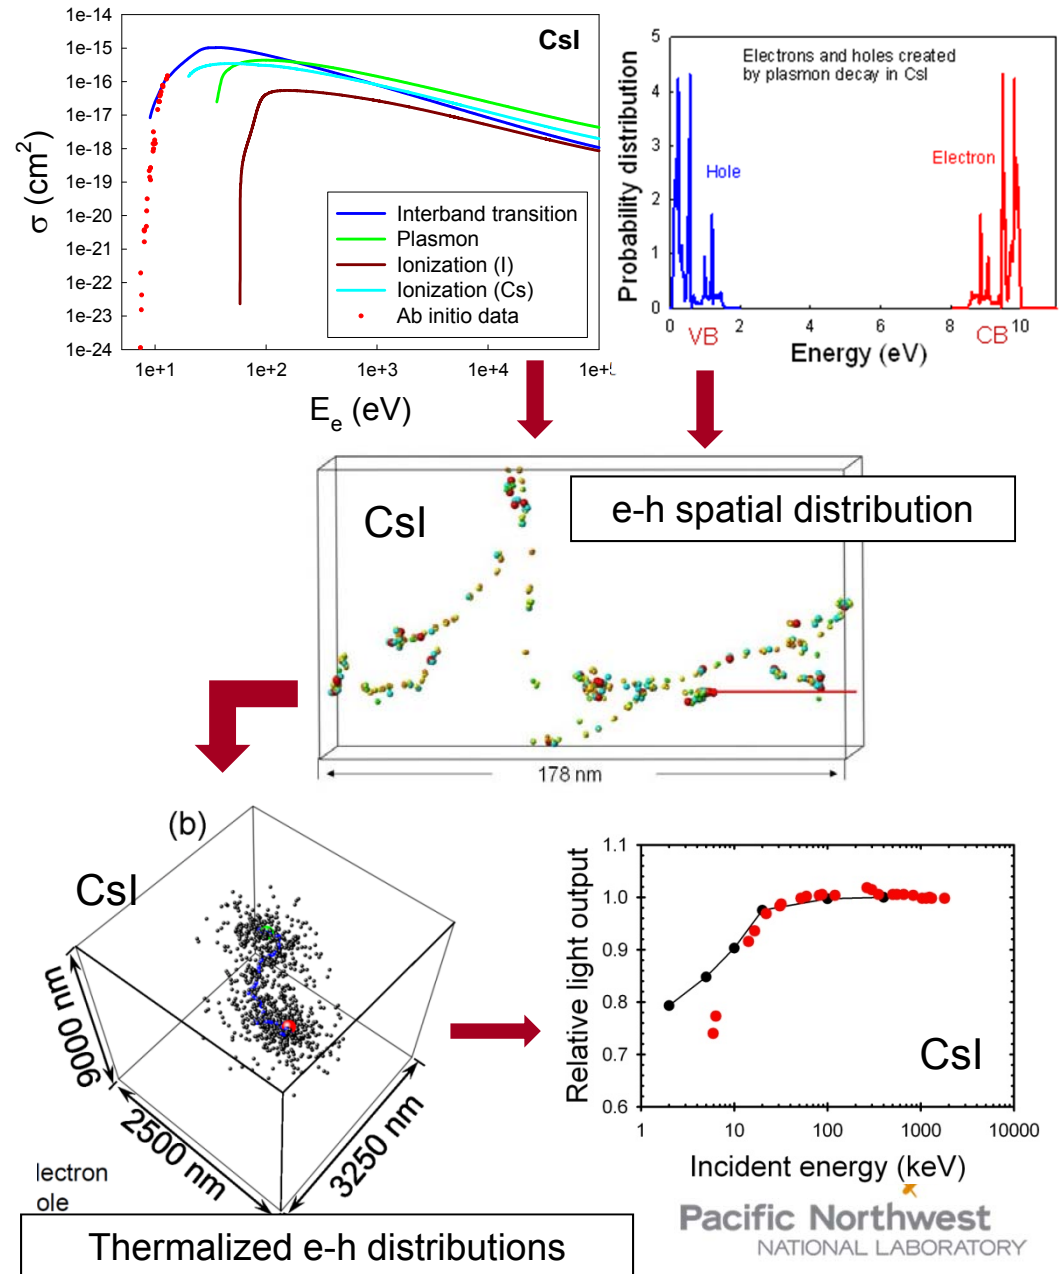 CsI
1e-14
1e-15
1e-16
1e-17
1e-18
1e-19
1e-20
1e-21
1e-22
1e-23
1e-24
σ (cm2)
Interband transition
Plasmon
Ionization (I)
Ionization (Cs)
Ab initio data
1e+1 1e+2 1e+3 1e+4 1e+5
Ee (eV)
Electrons and holes created
by plasmon decay in CsI
Probability distribution
5
4
3
2
1
0
Hole
Electron
0 2 4 6 8 10
VB CB
Energy (eV)
CsI
e-h spatial distribution
178 nm
(b)
CsI
9000 nm
2500 nm
3250 nm
lectron
ole
Thermalized e-h distributions
Relative light output
1.1
1.0
0.9
0.8
0.7
0.6
CsI
1 10 100 1000 10000
Incident energy (keV)
Pacific Northwest
NATIONAL LABORATORY